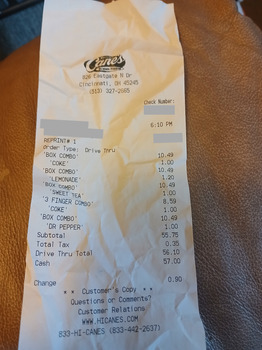 Cane's
828 Eastgate N Dr
Cincinnati, OH 45245
(513) 327-2665
Check Number:
6:10 PM
REPRINT# 1
Order Type: Drive Thru
'BOX COMBO' 10.49
'COKE' 1.00
'BOX COMBO' 10.49
'LEMONADE' 1.20
'BOX COMBO' 10.49
'SWEET TEA' 1.00
'3 FINGER COMBO' 8.59
'COKE' 1.00
'BOX COMBO' 10.49
'DR PEPPER' 1.00
Subtotal 55.75
Total Tax 0.35
Drive Thru Total 56.10
Cash 57.00
Change 0.90
* * Customer's Copy * *
Questions or Comments?
Customer Relations
WWW.HICANES.COM
833-HI-CANES (833-442-2637)